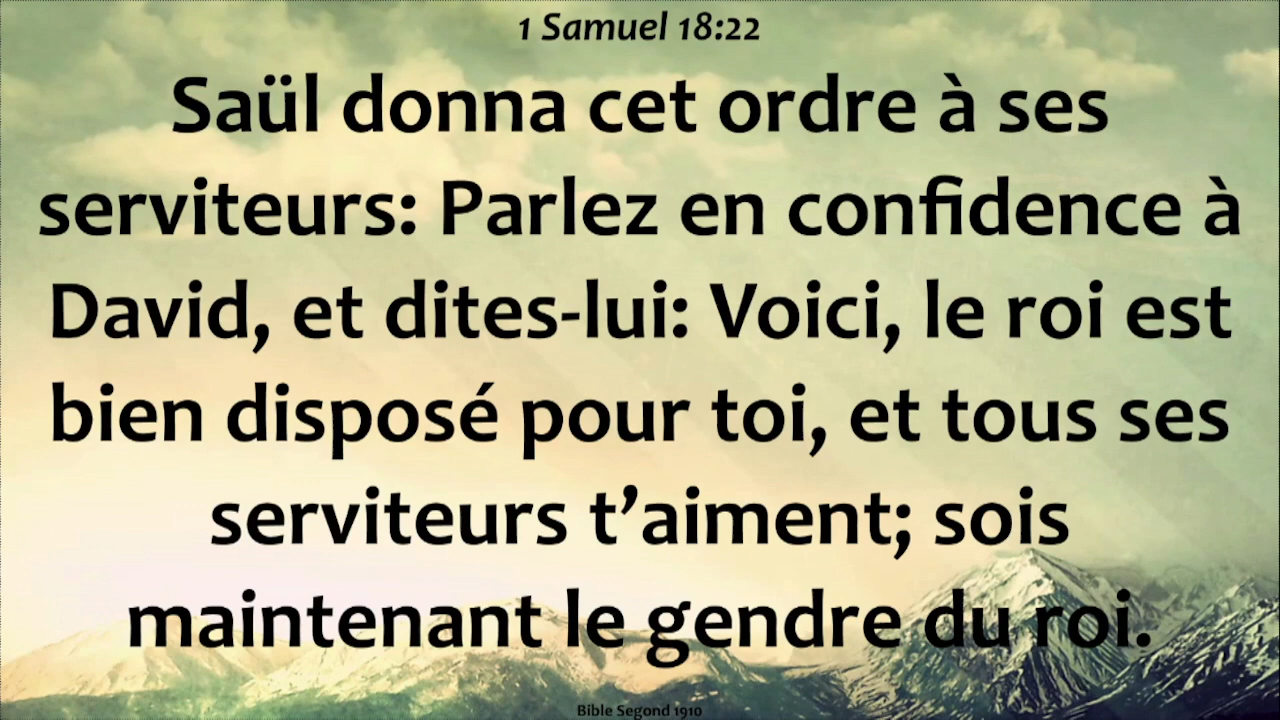 1 Samuel 18:22
Saül donna cet ordre à ses
serviteurs: Parlez en confidence à
David, et dites-lui: Voici, le roi est
bien disposé pour toi, et tous ses
serviteurs t’aiment; sois
maintenant le gendre du roi.
Bible Segond 1910